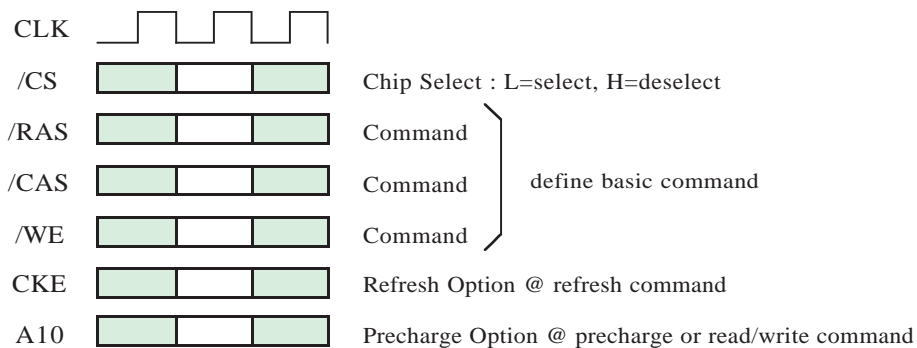 CLK
/CS Chip Select : L=select, H=deselect
/RAS Command
/CAS Command define basic command
/WE Command
CKE Refresh Option @ refresh command
A10 Precharge Option @ precharge or read/write command